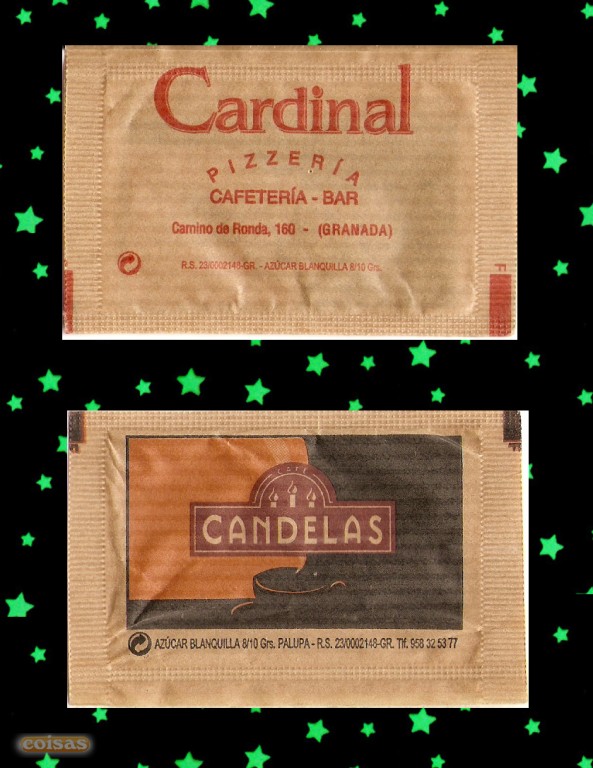 Cardinal
PIZZERÍA
CAFETERÍA - BAR
Camino de Ronda, 160 - (GRANADA)
R.S. 23/0002148-GR. - AZÚCAR BLANQUILLA 8/10 Grs.
F
CAFÉ
CANDELAS
AZÚCAR BLANQUILLA 8/10 Grs. PALUPA - R.S. 23/0002148-GR. Tlf. 958 32 53 77
coisas